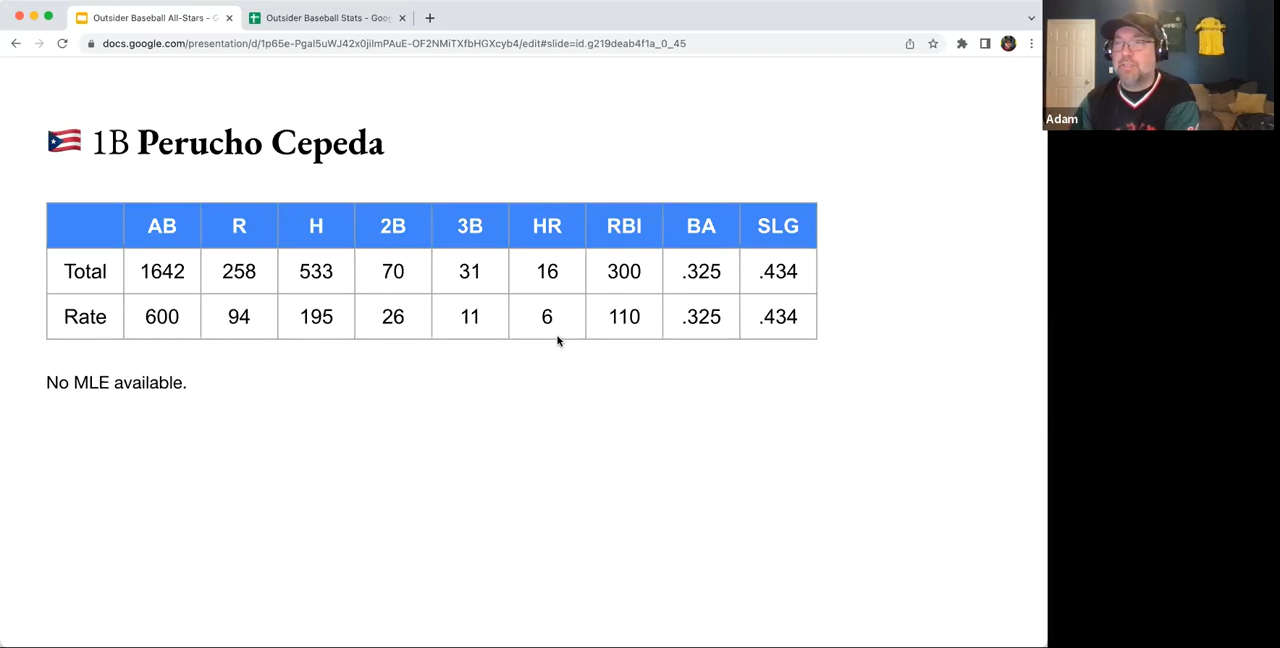 Outsider Baseball All-Stars - G
Outsider Baseball Stats - Goo
docs.google.com/presentation/d/1p65e-Pgal5uWJ42x0jilmPAuE-OF2NMiTXfbHGXcyb4/edit#slide=id.g219deab4f1a_0_45
Adam
1B Perucho Cepeda
AB R H 2B 3B HR RBI BA SLG
Total 1642 258 533 70 31 16 300 .325 .434
Rate 600 94 195 26 11 6 110 .325 .434
No MLE available.